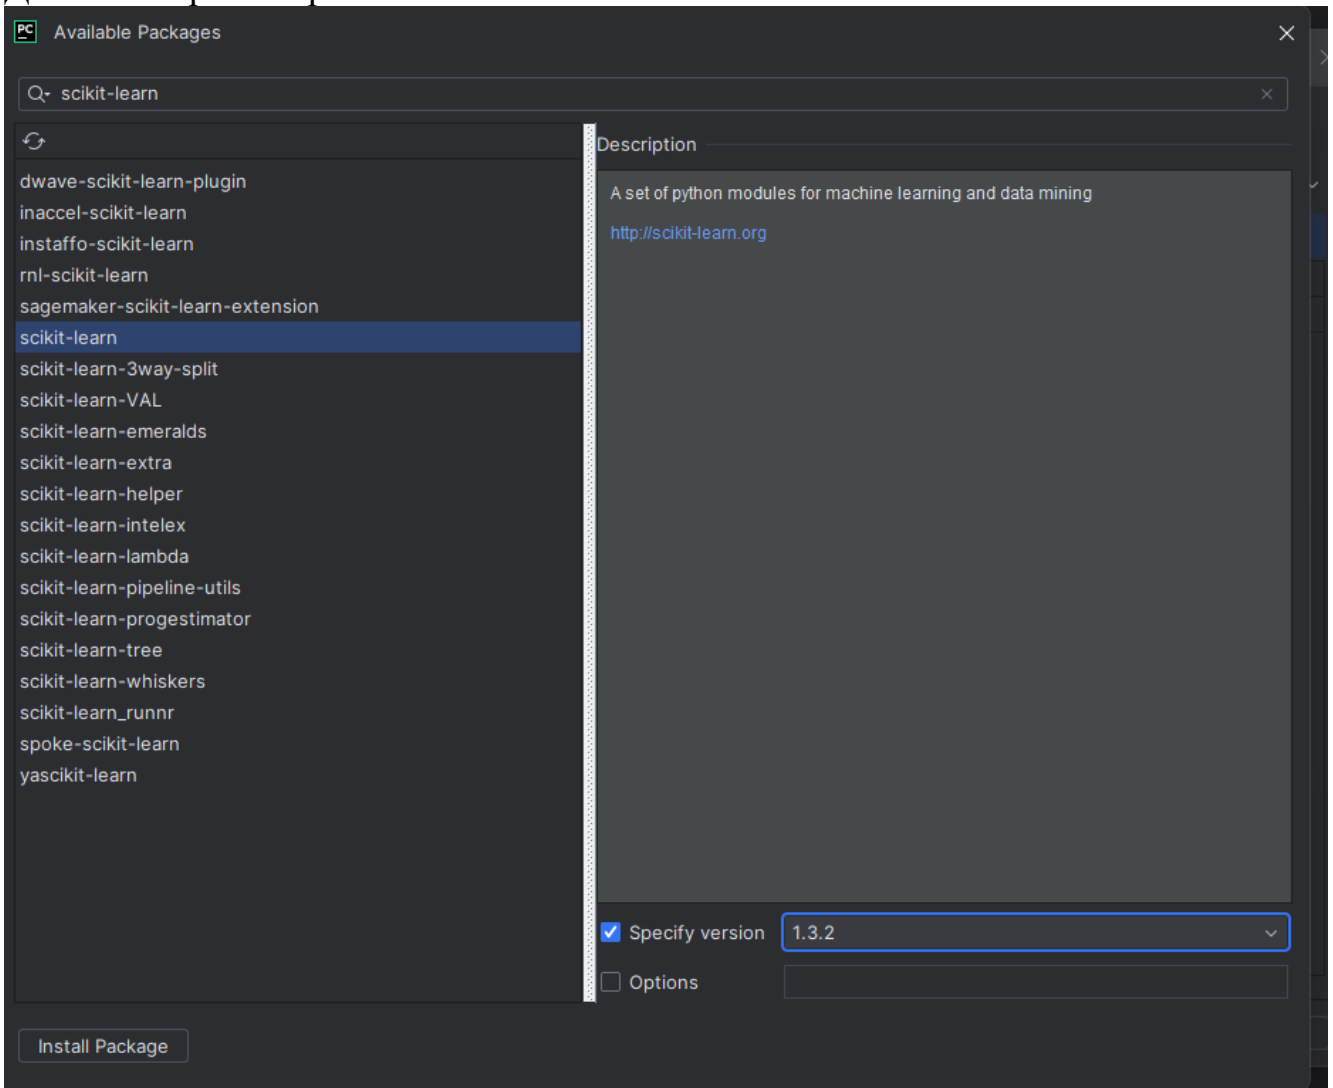 PC Available Packages
scikit-learn
dwave-scikit-learn-plugin
inaccel-scikit-learn
instaffo-scikit-learn
rnl-scikit-learn
sagemaker-scikit-learn-extension
scikit-learn
scikit-learn-3way-split
scikit-learn-VAL
scikit-learn-emeralds
scikit-learn-extra
scikit-learn-helper
scikit-learn-intelex
scikit-learn-lambda
scikit-learn-pipeline-utils
scikit-learn-progestimator
scikit-learn-tree
scikit-learn-whiskers
scikit-learn_runnr
spoke-scikit-learn
yascikit-learn
Description
A set of python modules for machine learning and data mining
http://scikit-learn.org
Specify version 1.3.2
Options
Install Package